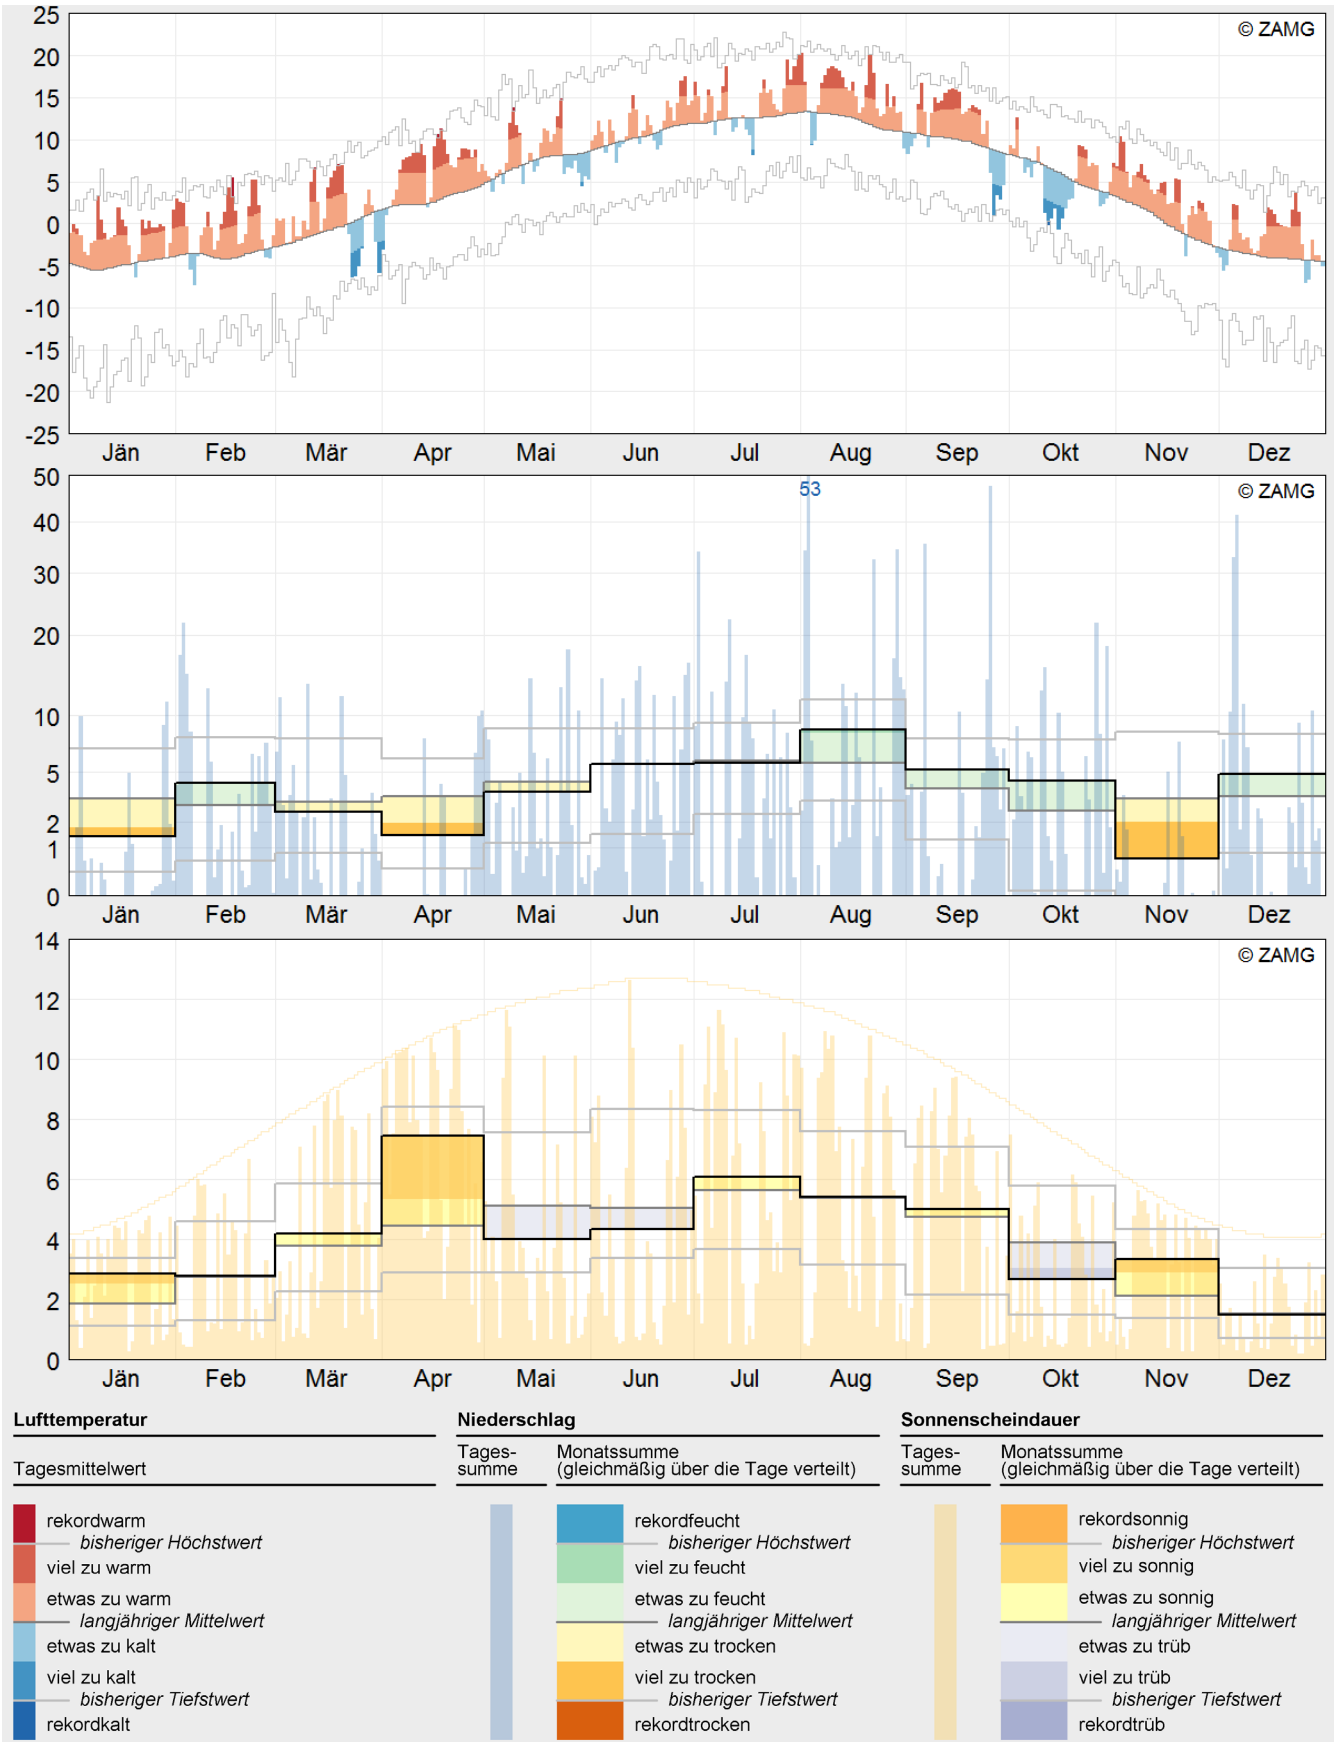 25
© ZAMG
20
15
10
5
0
-5
-10
-15
-20
-25
Jän Feb Mär Apr Mai Jun Jul Aug Sep Okt Nov Dez
50
53
© ZAMG
40
30
20
10
5
2
1
0
Jän Feb Mär Apr Mai Jun Jul Aug Sep Okt Nov Dez
14
© ZAMG
12
10
8
6
4
2
0
Jän Feb Mär Apr Mai Jun Jul Aug Sep Okt Nov Dez
Lufttemperatur
Tagesmittelwert
rekordwarm
bisheriger Höchstwert
viel zu warm
etwas zu warm
langjähriger Mittelwert
etwas zu kalt
viel zu kalt
bisheriger Tiefstwert
rekordkalt
Niederschlag
Tages-
summe
Monatssumme
(gleichmäßig über die Tage verteilt)
rekordfeucht
bisheriger Höchstwert
viel zu feucht
etwas zu feucht
langjähriger Mittelwert
etwas zu trocken
viel zu trocken
bisheriger Tiefstwert
rekordtrocken
Sonnenscheindauer
Tages-
summe
Monatssumme
(gleichmäßig über die Tage verteilt)
rekordsonnig
bisheriger Höchstwert
viel zu sonnig
etwas zu sonnig
langjähriger Mittelwert
etwas zu trüb
viel zu trüb
bisheriger Tiefstwert
rekordtrüb